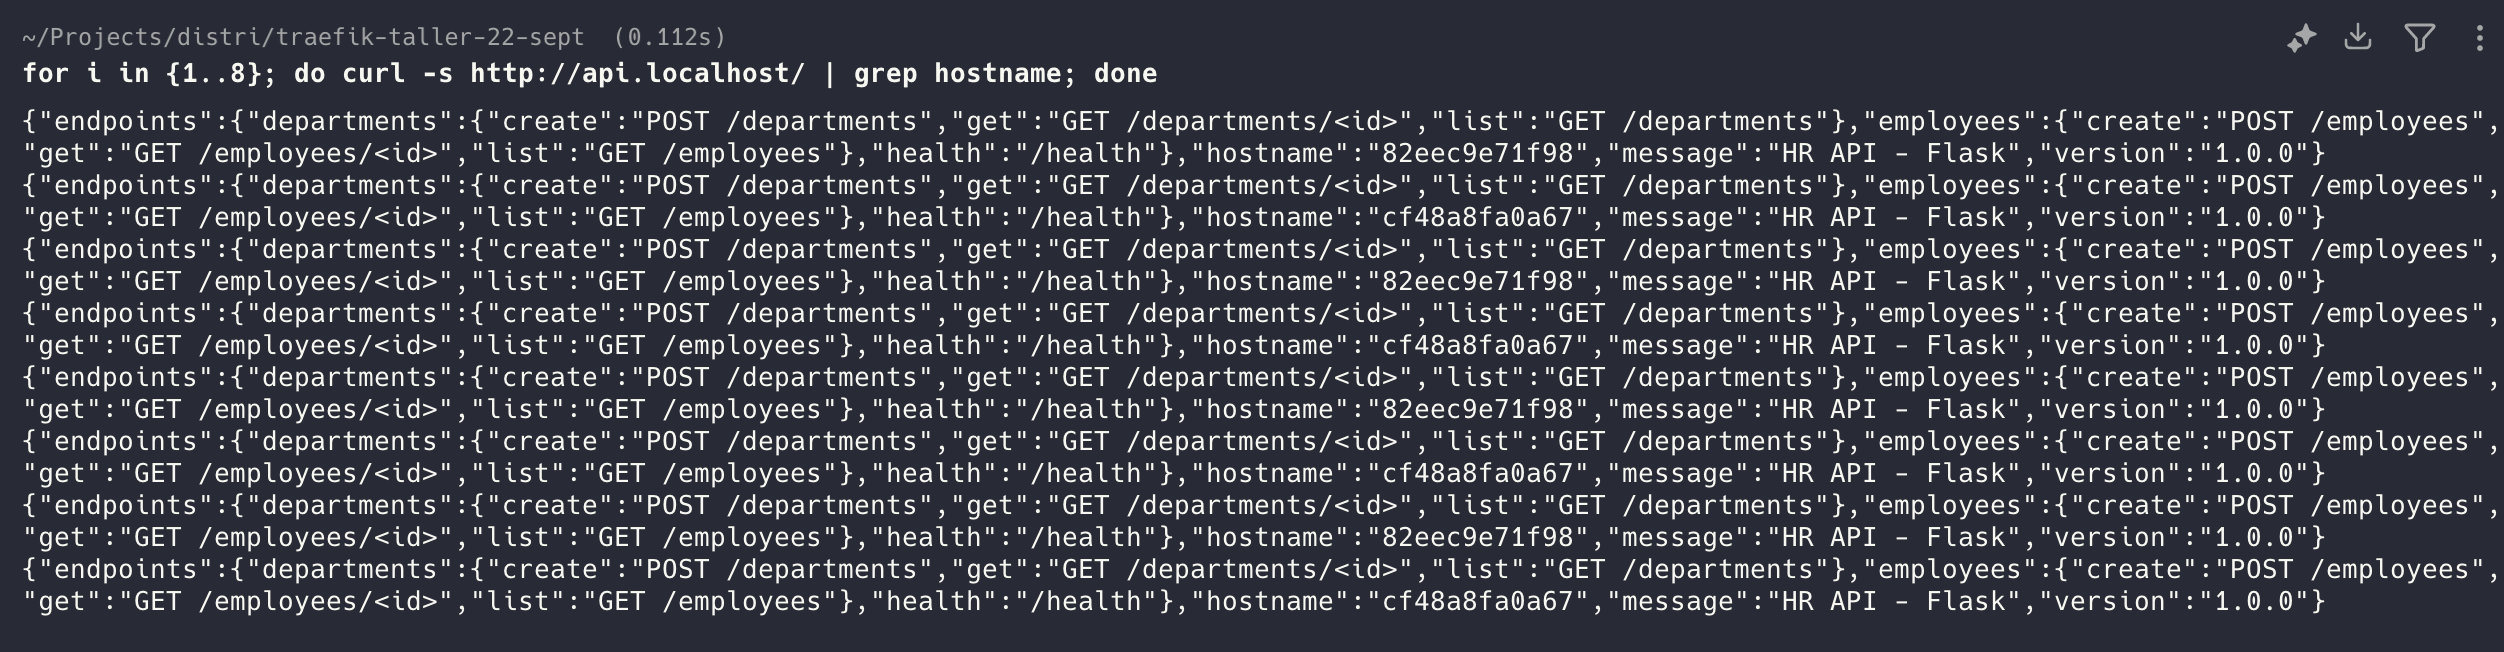 ~/Projects/distri/traefik-taller-22-sept (0.112s)
for i in {1..8}; do curl -s http://api.localhost/ | grep hostname; done
{"endpoints":{"departments":{"create":"POST /departments","get":"GET /departments/<id>","list":"GET /departments"},"employees":{"create":"POST /employees",
"get":"GET /employees/<id>","list":"GET /employees"},"health":"/health"},"hostname":"82eec9e71f98","message":"HR API - Flask","version":"1.0.0"}
{"endpoints":{"departments":{"create":"POST /departments","get":"GET /departments/<id>","list":"GET /departments"},"employees":{"create":"POST /employees",
"get":"GET /employees/<id>","list":"GET /employees"},"health":"/health"},"hostname":"cf48a8fa0a67","message":"HR API - Flask","version":"1.0.0"}
{"endpoints":{"departments":{"create":"POST /departments","get":"GET /departments/<id>","list":"GET /departments"},"employees":{"create":"POST /employees",
"get":"GET /employees/<id>","list":"GET /employees"},"health":"/health"},"hostname":"82eec9e71f98","message":"HR API - Flask","version":"1.0.0"}
{"endpoints":{"departments":{"create":"POST /departments","get":"GET /departments/<id>","list":"GET /departments"},"employees":{"create":"POST /employees",
"get":"GET /employees/<id>","list":"GET /employees"},"health":"/health"},"hostname":"cf48a8fa0a67","message":"HR API - Flask","version":"1.0.0"}
{"endpoints":{"departments":{"create":"POST /departments","get":"GET /departments/<id>","list":"GET /departments"},"employees":{"create":"POST /employees",
"get":"GET /employees/<id>","list":"GET /employees"},"health":"/health"},"hostname":"82eec9e71f98","message":"HR API - Flask","version":"1.0.0"}
{"endpoints":{"departments":{"create":"POST /departments","get":"GET /departments/<id>","list":"GET /departments"},"employees":{"create":"POST /employees",
"get":"GET /employees/<id>","list":"GET /employees"},"health":"/health"},"hostname":"cf48a8fa0a67","message":"HR API - Flask","version":"1.0.0"}
{"endpoints":{"departments":{"create":"POST /departments","get":"GET /departments/<id>","list":"GET /departments"},"employees":{"create":"POST /employees",
"get":"GET /employees/<id>","list":"GET /employees"},"health":"/health"},"hostname":"82eec9e71f98","message":"HR API - Flask","version":"1.0.0"}
{"endpoints":{"departments":{"create":"POST /departments","get":"GET /departments/<id>","list":"GET /departments"},"employees":{"create":"POST /employees",
"get":"GET /employees/<id>","list":"GET /employees"},"health":"/health"},"hostname":"cf48a8fa0a67","message":"HR API - Flask","version":"1.0.0"}